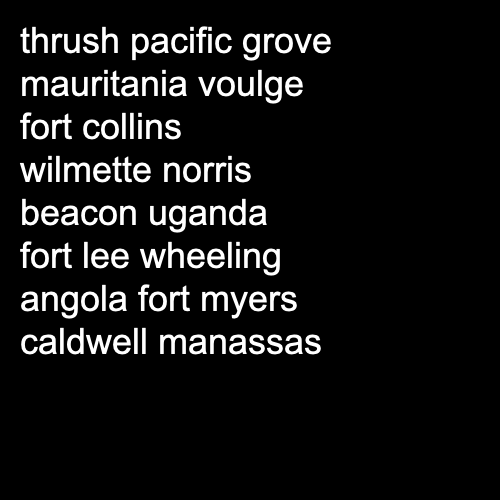 thrush pacific grove
mauritania voulge
fort collins
wilmette norris
beacon uganda
fort lee wheeling
angola fort myers
caldwell manassas